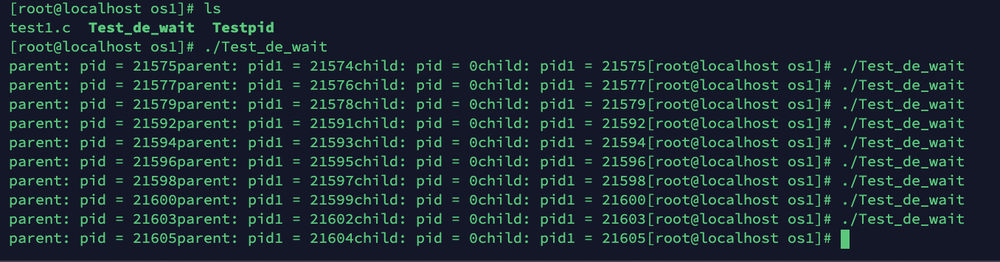 [root@localhost os1]# ls
test1.c  Test_de_wait  Testpid
[root@localhost os1]# ./Test_de_wait
parent: pid = 21575parent: pid1 = 21574child: pid = 0child: pid1 = 21575[root@localhost os1]# ./Test_de_wait
parent: pid = 21577parent: pid1 = 21576child: pid = 0child: pid1 = 21577[root@localhost os1]# ./Test_de_wait
parent: pid = 21579parent: pid1 = 21578child: pid = 0child: pid1 = 21579[root@localhost os1]# ./Test_de_wait
parent: pid = 21592parent: pid1 = 21591child: pid = 0child: pid1 = 21592[root@localhost os1]# ./Test_de_wait
parent: pid = 21594parent: pid1 = 21593child: pid = 0child: pid1 = 21594[root@localhost os1]# ./Test_de_wait
parent: pid = 21596parent: pid1 = 21595child: pid = 0child: pid1 = 21596[root@localhost os1]# ./Test_de_wait
parent: pid = 21598parent: pid1 = 21597child: pid = 0child: pid1 = 21598[root@localhost os1]# ./Test_de_wait
parent: pid = 21600parent: pid1 = 21599child: pid = 0child: pid1 = 21600[root@localhost os1]# ./Test_de_wait
parent: pid = 21603parent: pid1 = 21602child: pid = 0child: pid1 = 21603[root@localhost os1]# ./Test_de_wait
parent: pid = 21605parent: pid1 = 21604child: pid = 0child: pid1 = 21605[root@localhost os1]#